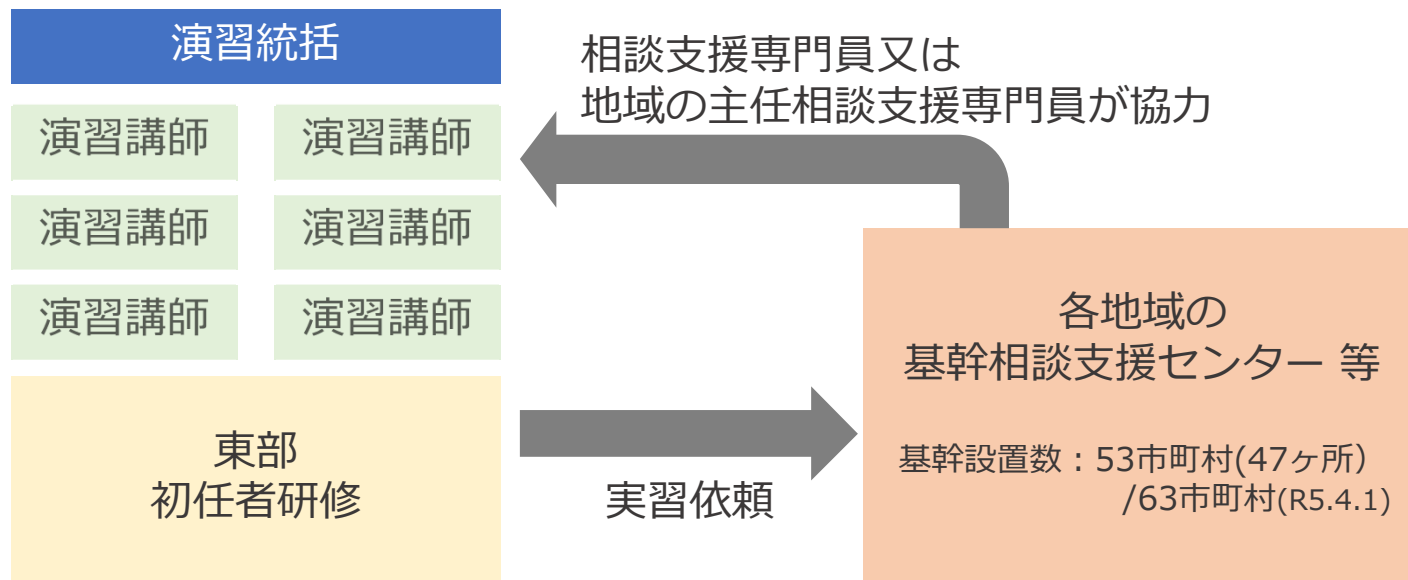 演習統括
相談支援専門員又は
地域の主任相談支援専門員が協力
演習講師
演習講師
演習講師
演習講師
演習講師
演習講師
東部
初任者研修
実習依頼
各地域の
基幹相談支援センター 等
基幹設置数：53市町村(47ヶ所）
/63市町村(R5.4.1)